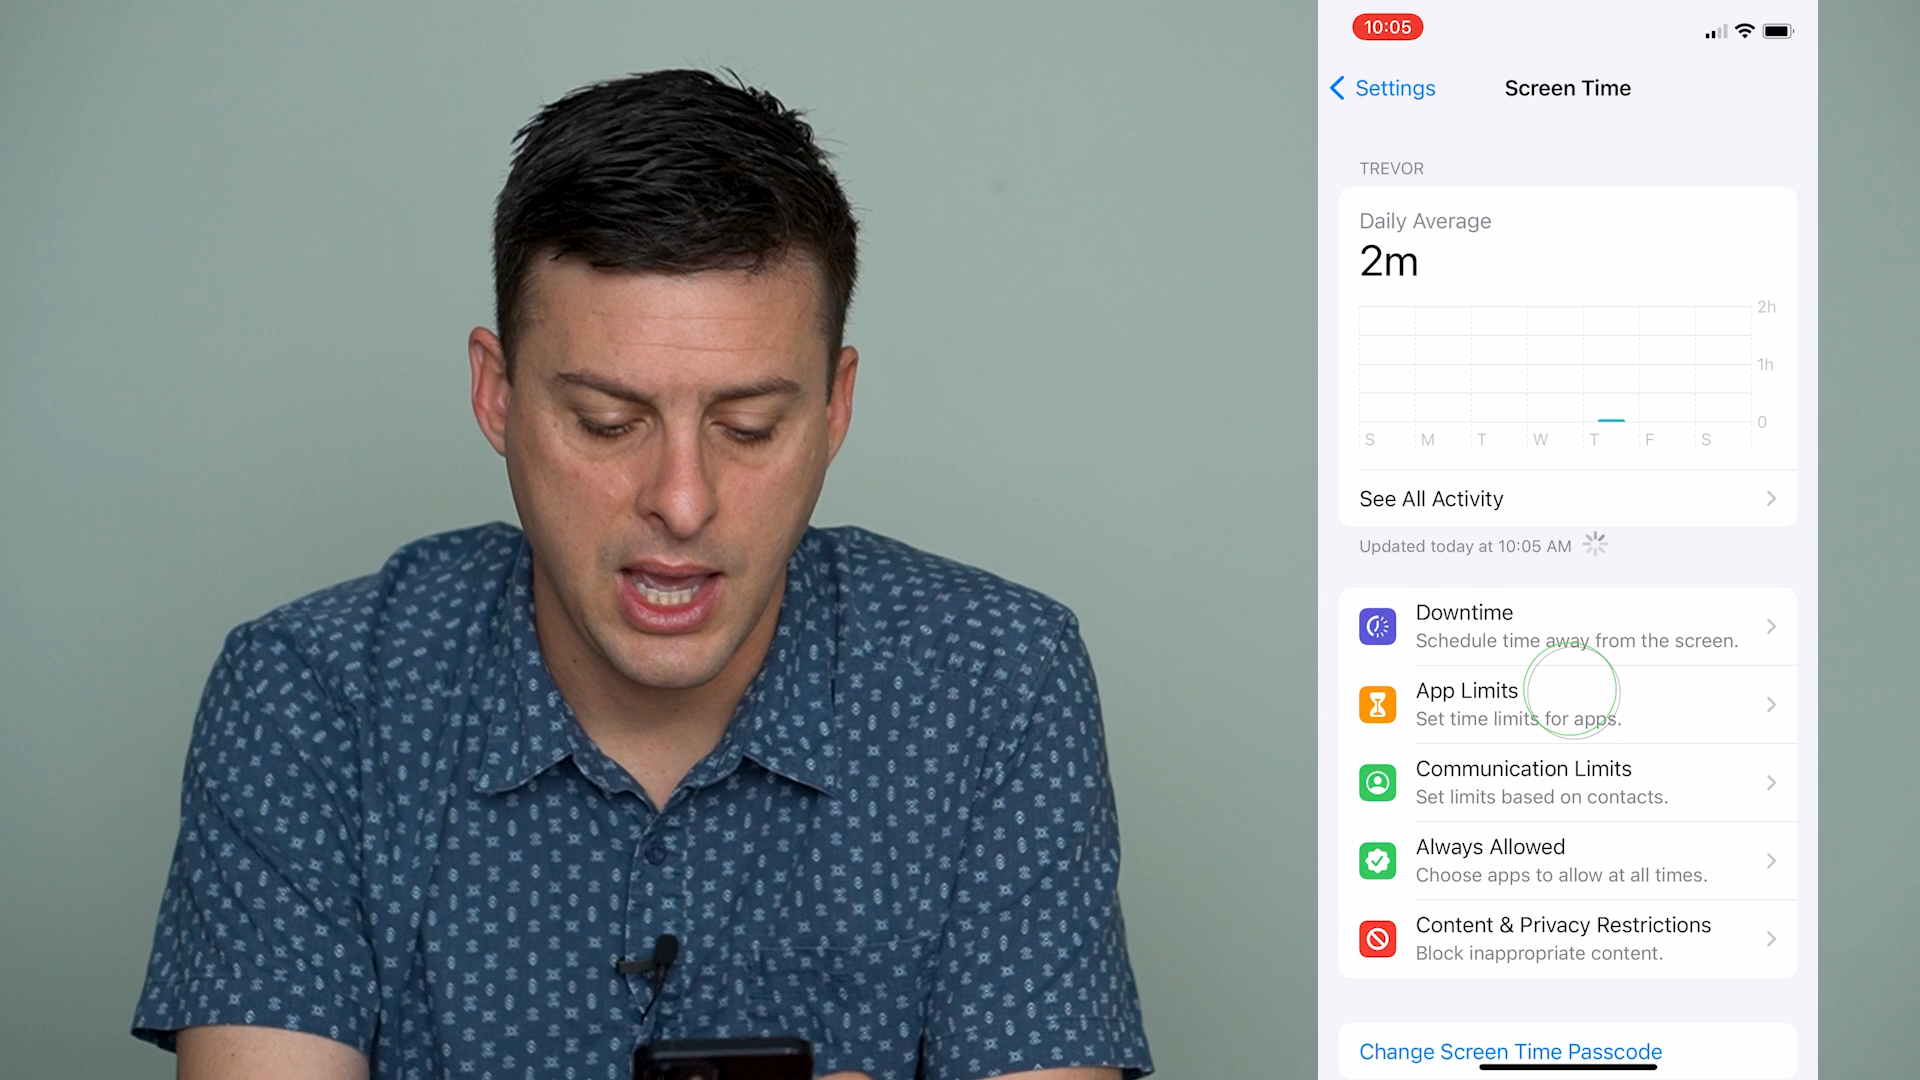 10:05
Settings
Screen Time
TREVOR
Daily Average
2m
2h
1h
0
S M T W T F S
See All Activity
Updated today at 10:05 AM
Downtime
Schedule time away from the screen.
App Limits
Set time limits for apps.
Communication Limits
Set limits based on contacts.
Always Allowed
Choose apps to allow at all times.
Content & Privacy Restrictions
Block inappropriate content.
Change Screen Time Passcode